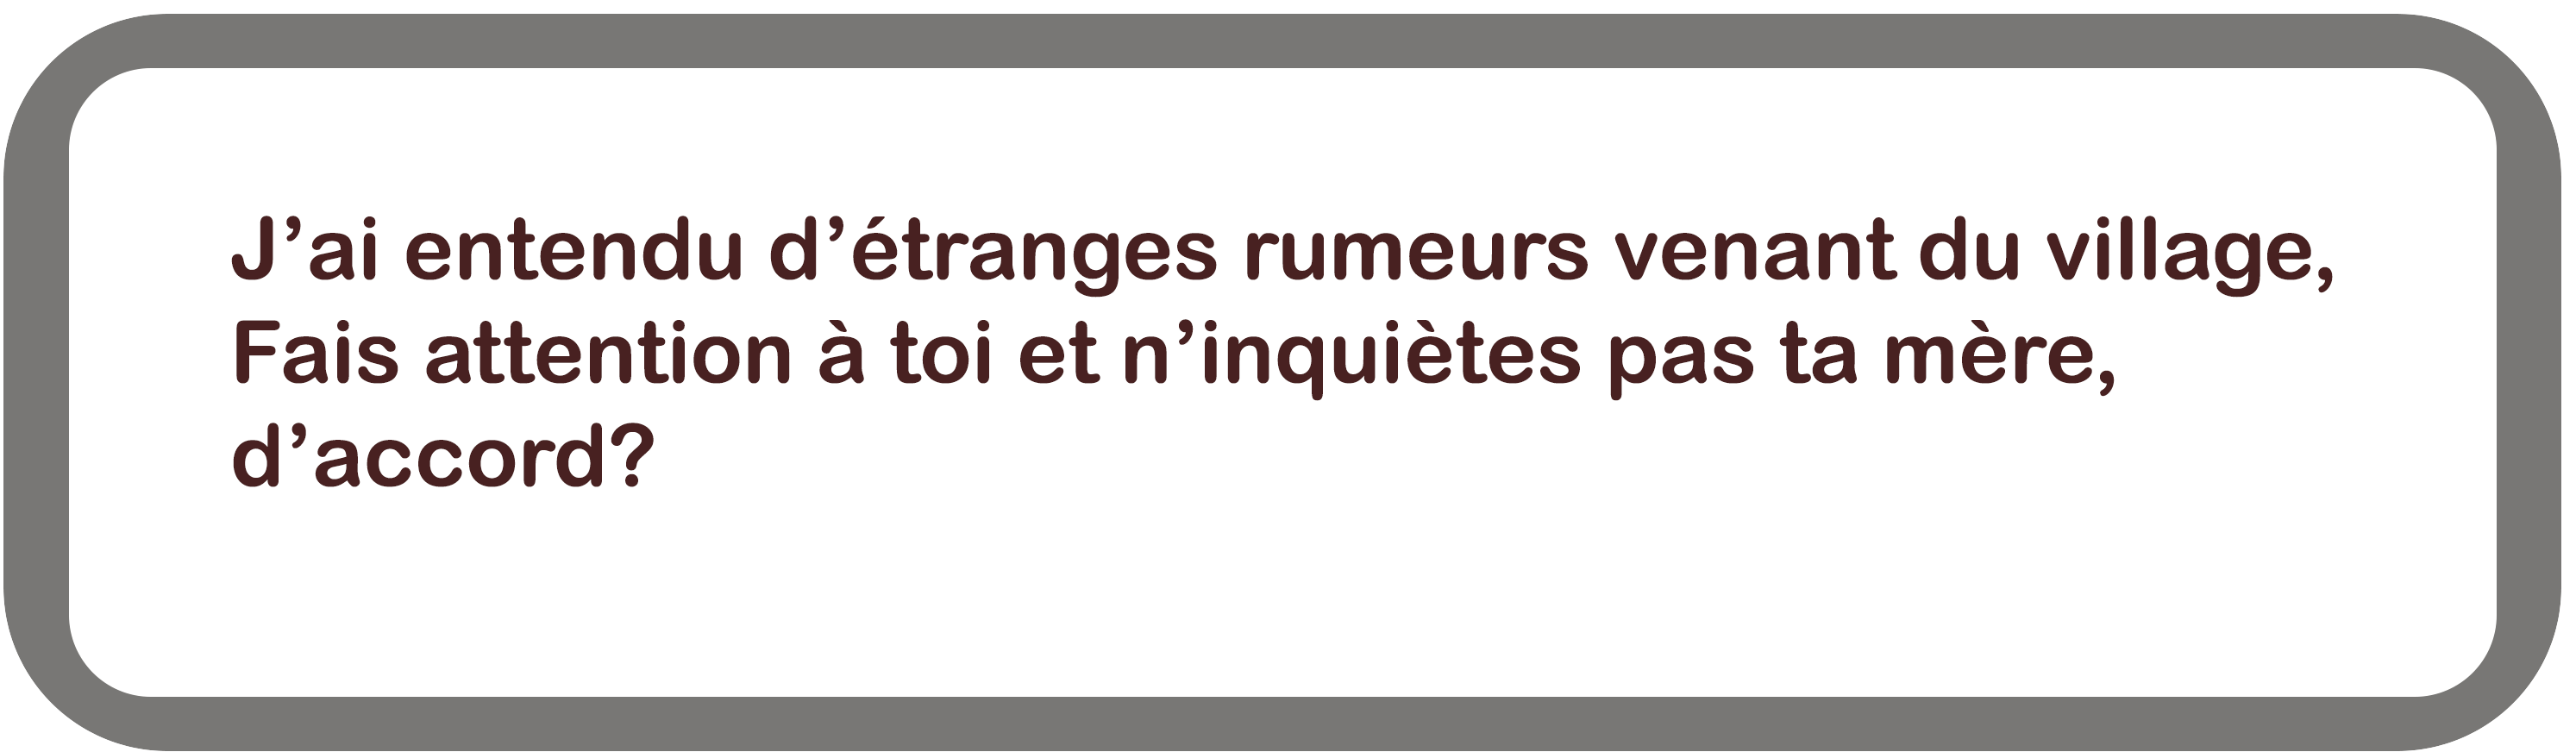 J’ai entendu d’étranges rumeurs venant du village,
Fais attention à toi et n’inquiètes pas ta mère,
d’accord?